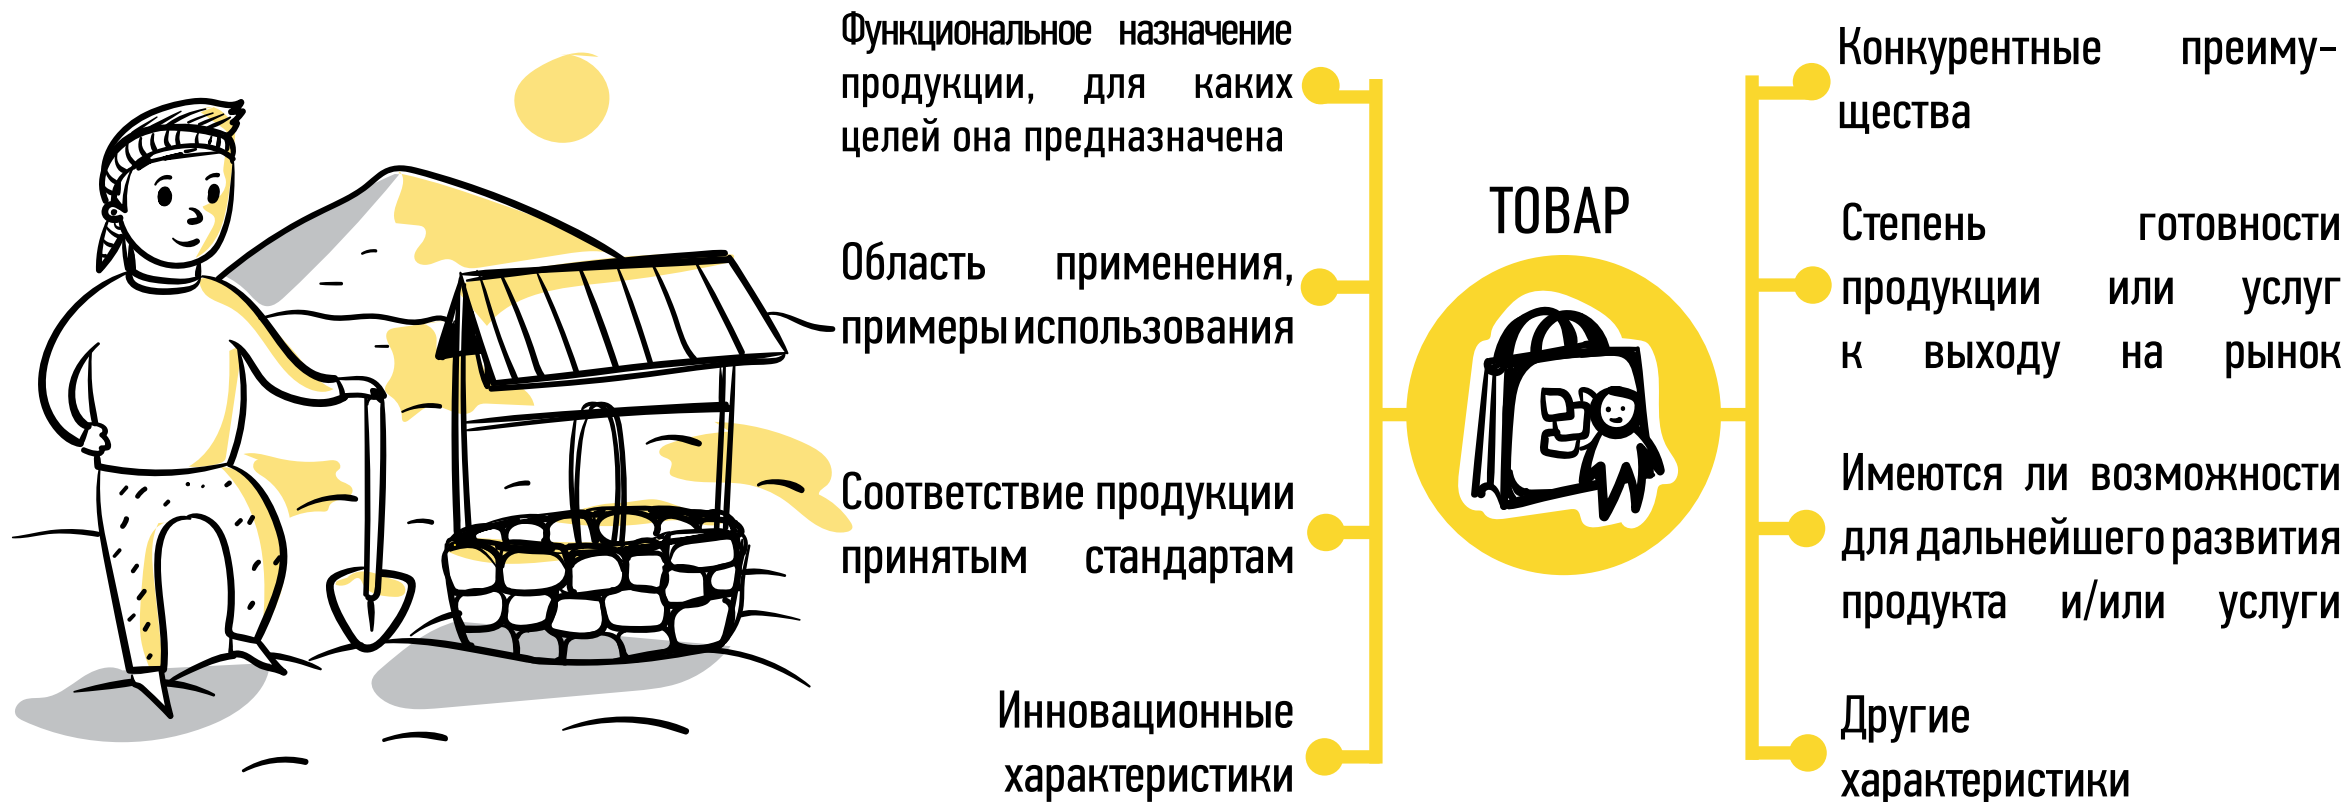 Функциональное назначение
продукции, для каких
целей она предназначена
Область применения,
примеры использования
Соответствие продукции
принятым стандартам
Инновационные
характеристики
ТОВАР
Конкурентные преиму-
щества
Степень готовности
продукции или услуг
к выходу на рынок
Имеются ли возможности
для дальнейшего развития
продукта и/или услуги
Другие
характеристики